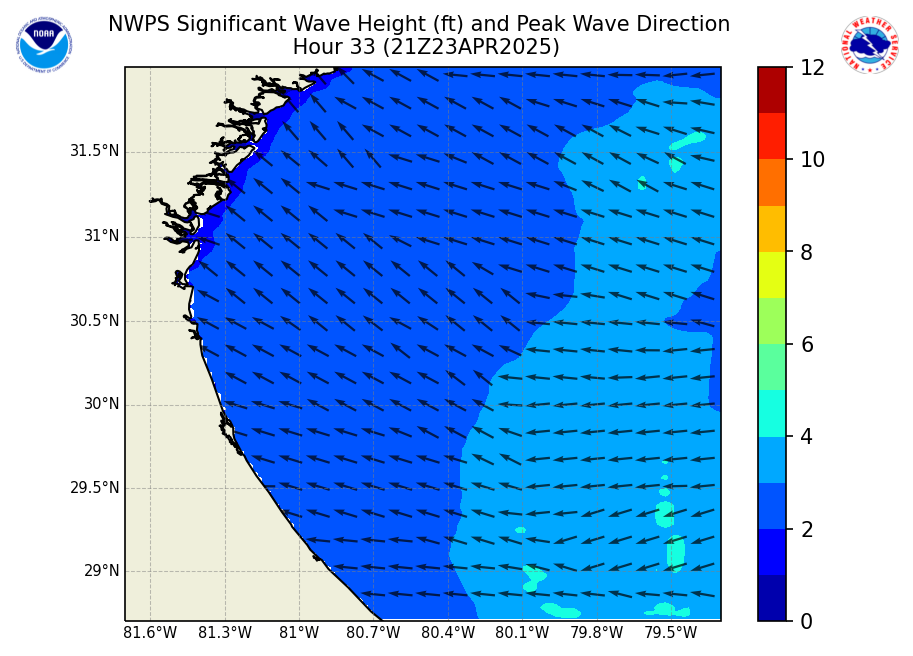 NWPS Significant Wave Height (ft) and Peak Wave Direction
Hour 33 (21Z23APR2025)
NOAA
NATIONAL WEATHER SERVICE
12
10
8
6
4
2
0
31.5°N
31°N
30.5°N
30°N
29.5°N
29°N
81.6°W 81.3°W 81°W 80.7°W 80.4°W 80.1°W 79.8°W 79.5°W